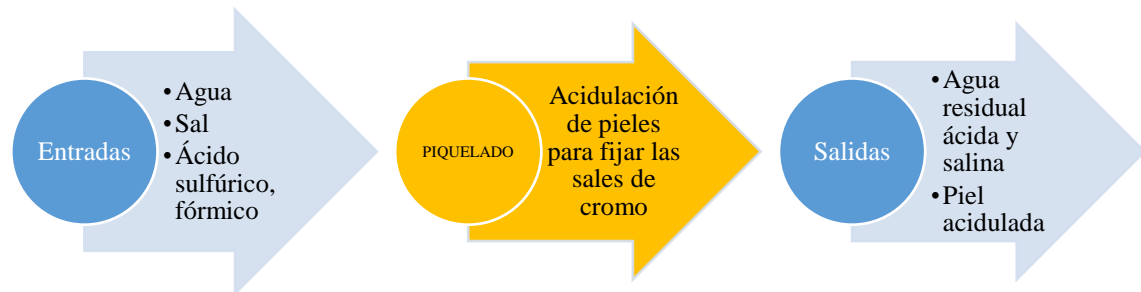 Entradas
•Agua
•Sal
•Ácido
sulfúrico,
fórmico
PIQUELADO
Acidulación
de pieles
para fijar las
sales de
cromo
Salidas
•Agua
residual
ácida y
salina
•Piel
acidulada